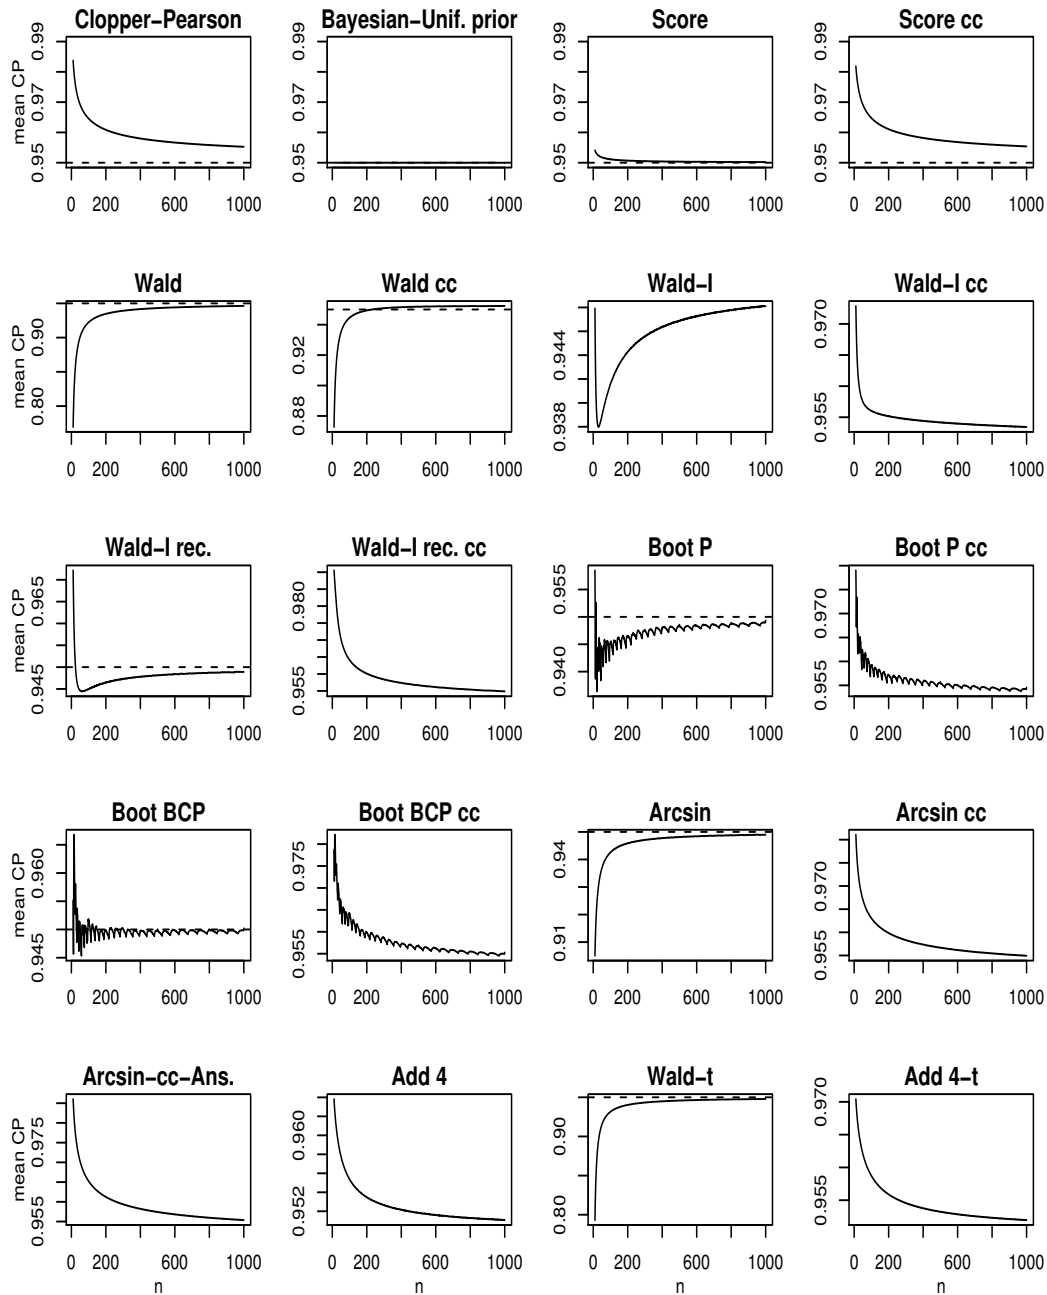 Clopper−Pearson
Bayesian−Unif. prior
Score
Score cc
mean CP
0.95 0.97 0.99
0.95 0.97 0.99
0.95 0.97 0.99
0.95 0.97 0.99
0 200 600 1000
0 200 600 1000
0 200 600 1000
0 200 600 1000
Wald
Wald cc
Wald−I
Wald−I cc
mean CP
0.80 0.90
0.88 0.92
0.938 0.944
0.955 0.970
0 200 600 1000
0 200 600 1000
0 200 600 1000
0 200 600 1000
Wald−I rec.
Wald−I rec. cc
Boot P
Boot P cc
mean CP
0.945 0.965
0.955 0.980
0.940 0.955
0.955 0.970
0 200 600 1000
0 200 600 1000
0 200 600 1000
0 200 600 1000
Boot BCP
Boot BCP cc
Arcsin
Arcsin cc
mean CP
0.945 0.960
0.955 0.975
0.91 0.94
0.955 0.970
0 200 600 1000
0 200 600 1000
0 200 600 1000
0 200 600 1000
Arcsin−cc−Ans.
Add 4
Wald−t
Add 4−t
mean CP
0.955 0.975
0.952 0.960
0.80 0.90
0.955 0.970
0 200 600 1000
0 200 600 1000
0 200 600 1000
0 200 600 1000
n
n
n
n